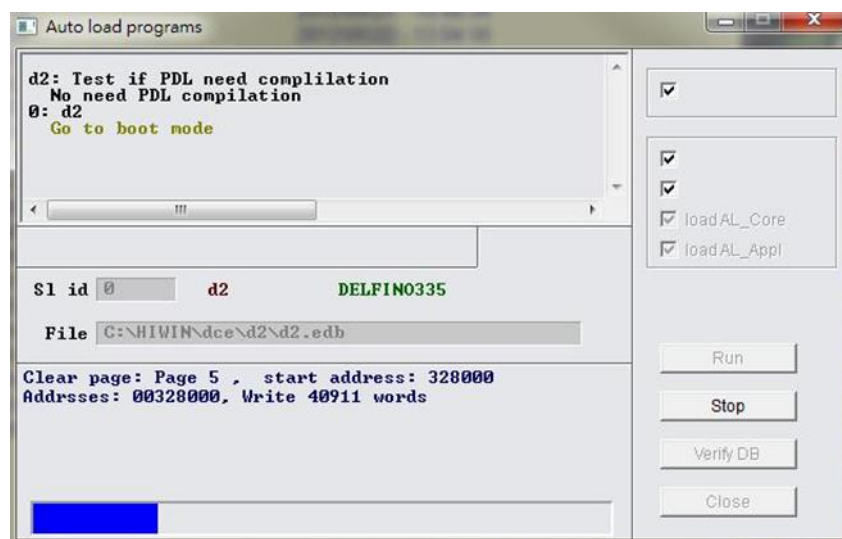 Auto load programs
d2: Test if PDL need complilation
No need PDL compilation
0: d2
Go to boot mode
load AL_Core
load AL_Appl
Sl id 0 d2 DELFINO335
File C:\HIWIN\dce\d2\d2.edb
Clear page: Page 5 , start address: 328000
Addrsses: 00328000, Write 40911 words
Run
Stop
Verify DB
Close